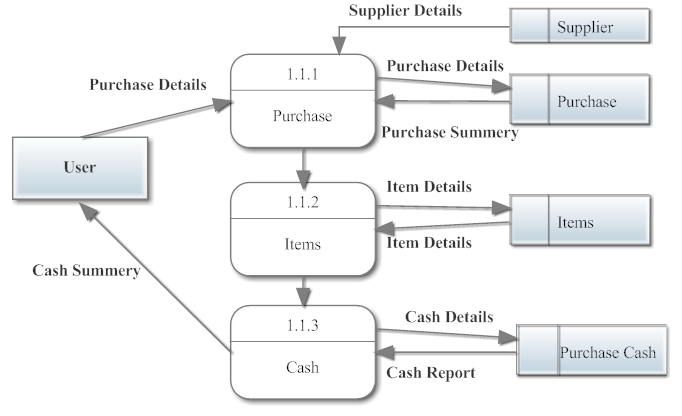 Supplier Details
Supplier
1.1.1
Purchase Details
Purchase Details
Purchase
Purchase
Purchase Summery
User
1.1.2
Item Details
Items
Items
Item Details
Cash Summery
1.1.3
Cash Details
Cash
Purchase Cash
Cash Report